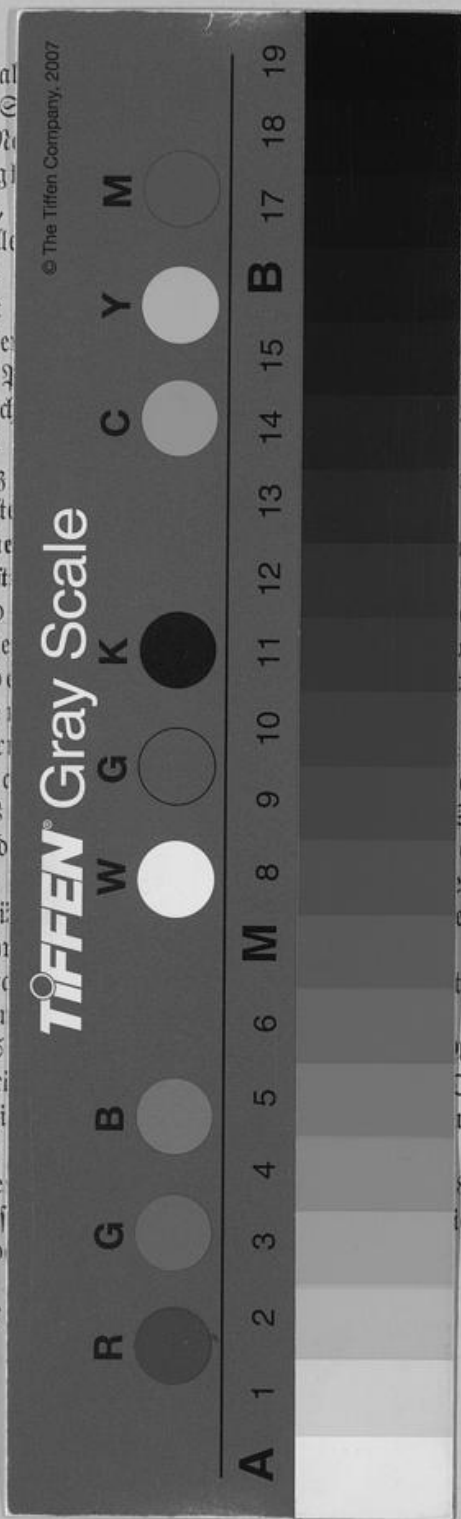 © The Tiffen Company, 2007
TIFFEN® Gray Scale
R G B W G K C Y M
A 1 2 3 4 5 6 M 8 9 10 11 12 13 14 15 B 17 18 19